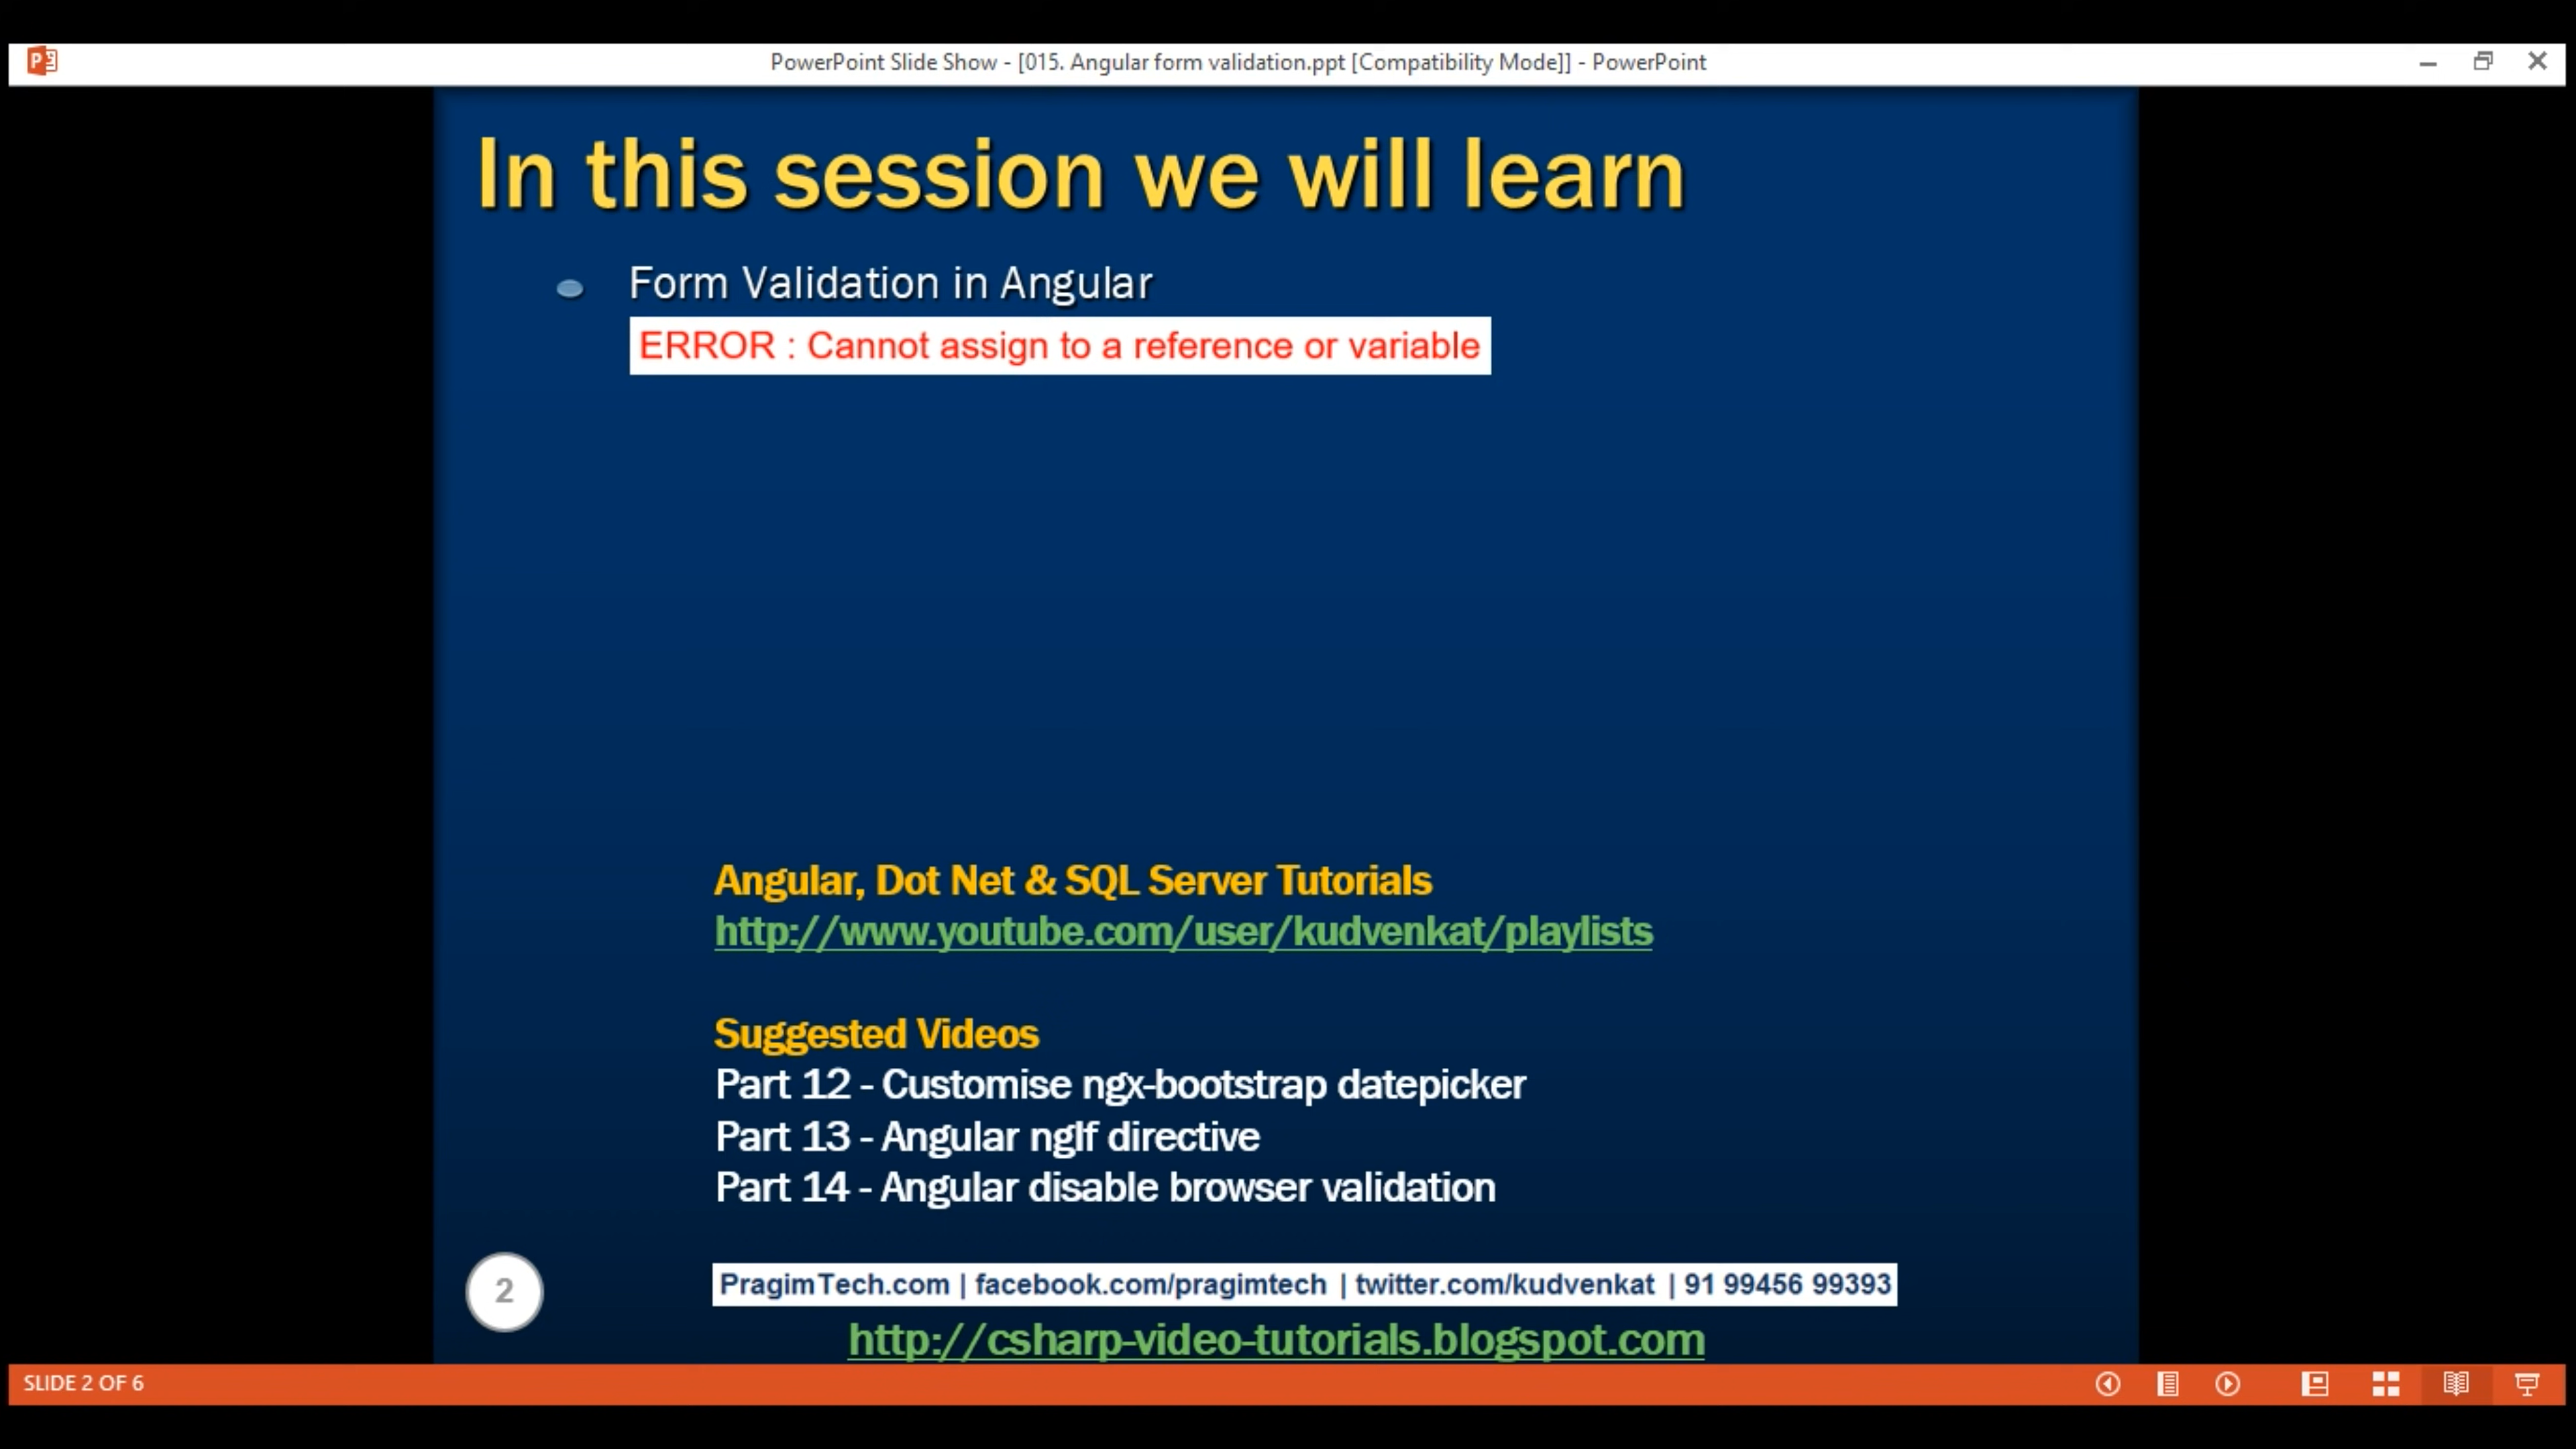 PowerPoint Slide Show - [015. Angular form validation.ppt [Compatibility Mode]] - PowerPoint
In this session we will learn
Form Validation in Angular
ERROR : Cannot assign to a reference or variable
Angular, Dot Net & SQL Server Tutorials
http://www.youtube.com/user/kudvenkat/playlists
Suggested Videos
Part 12 - Customise ngx-bootstrap datepicker
Part 13 - Angular ngIf directive
Part 14 - Angular disable browser validation
2
PragimTech.com | facebook.com/pragimtech | twitter.com/kudvenkat | 91 99456 99393
http://csharp-video-tutorials.blogspot.com
SLIDE 2 OF 6